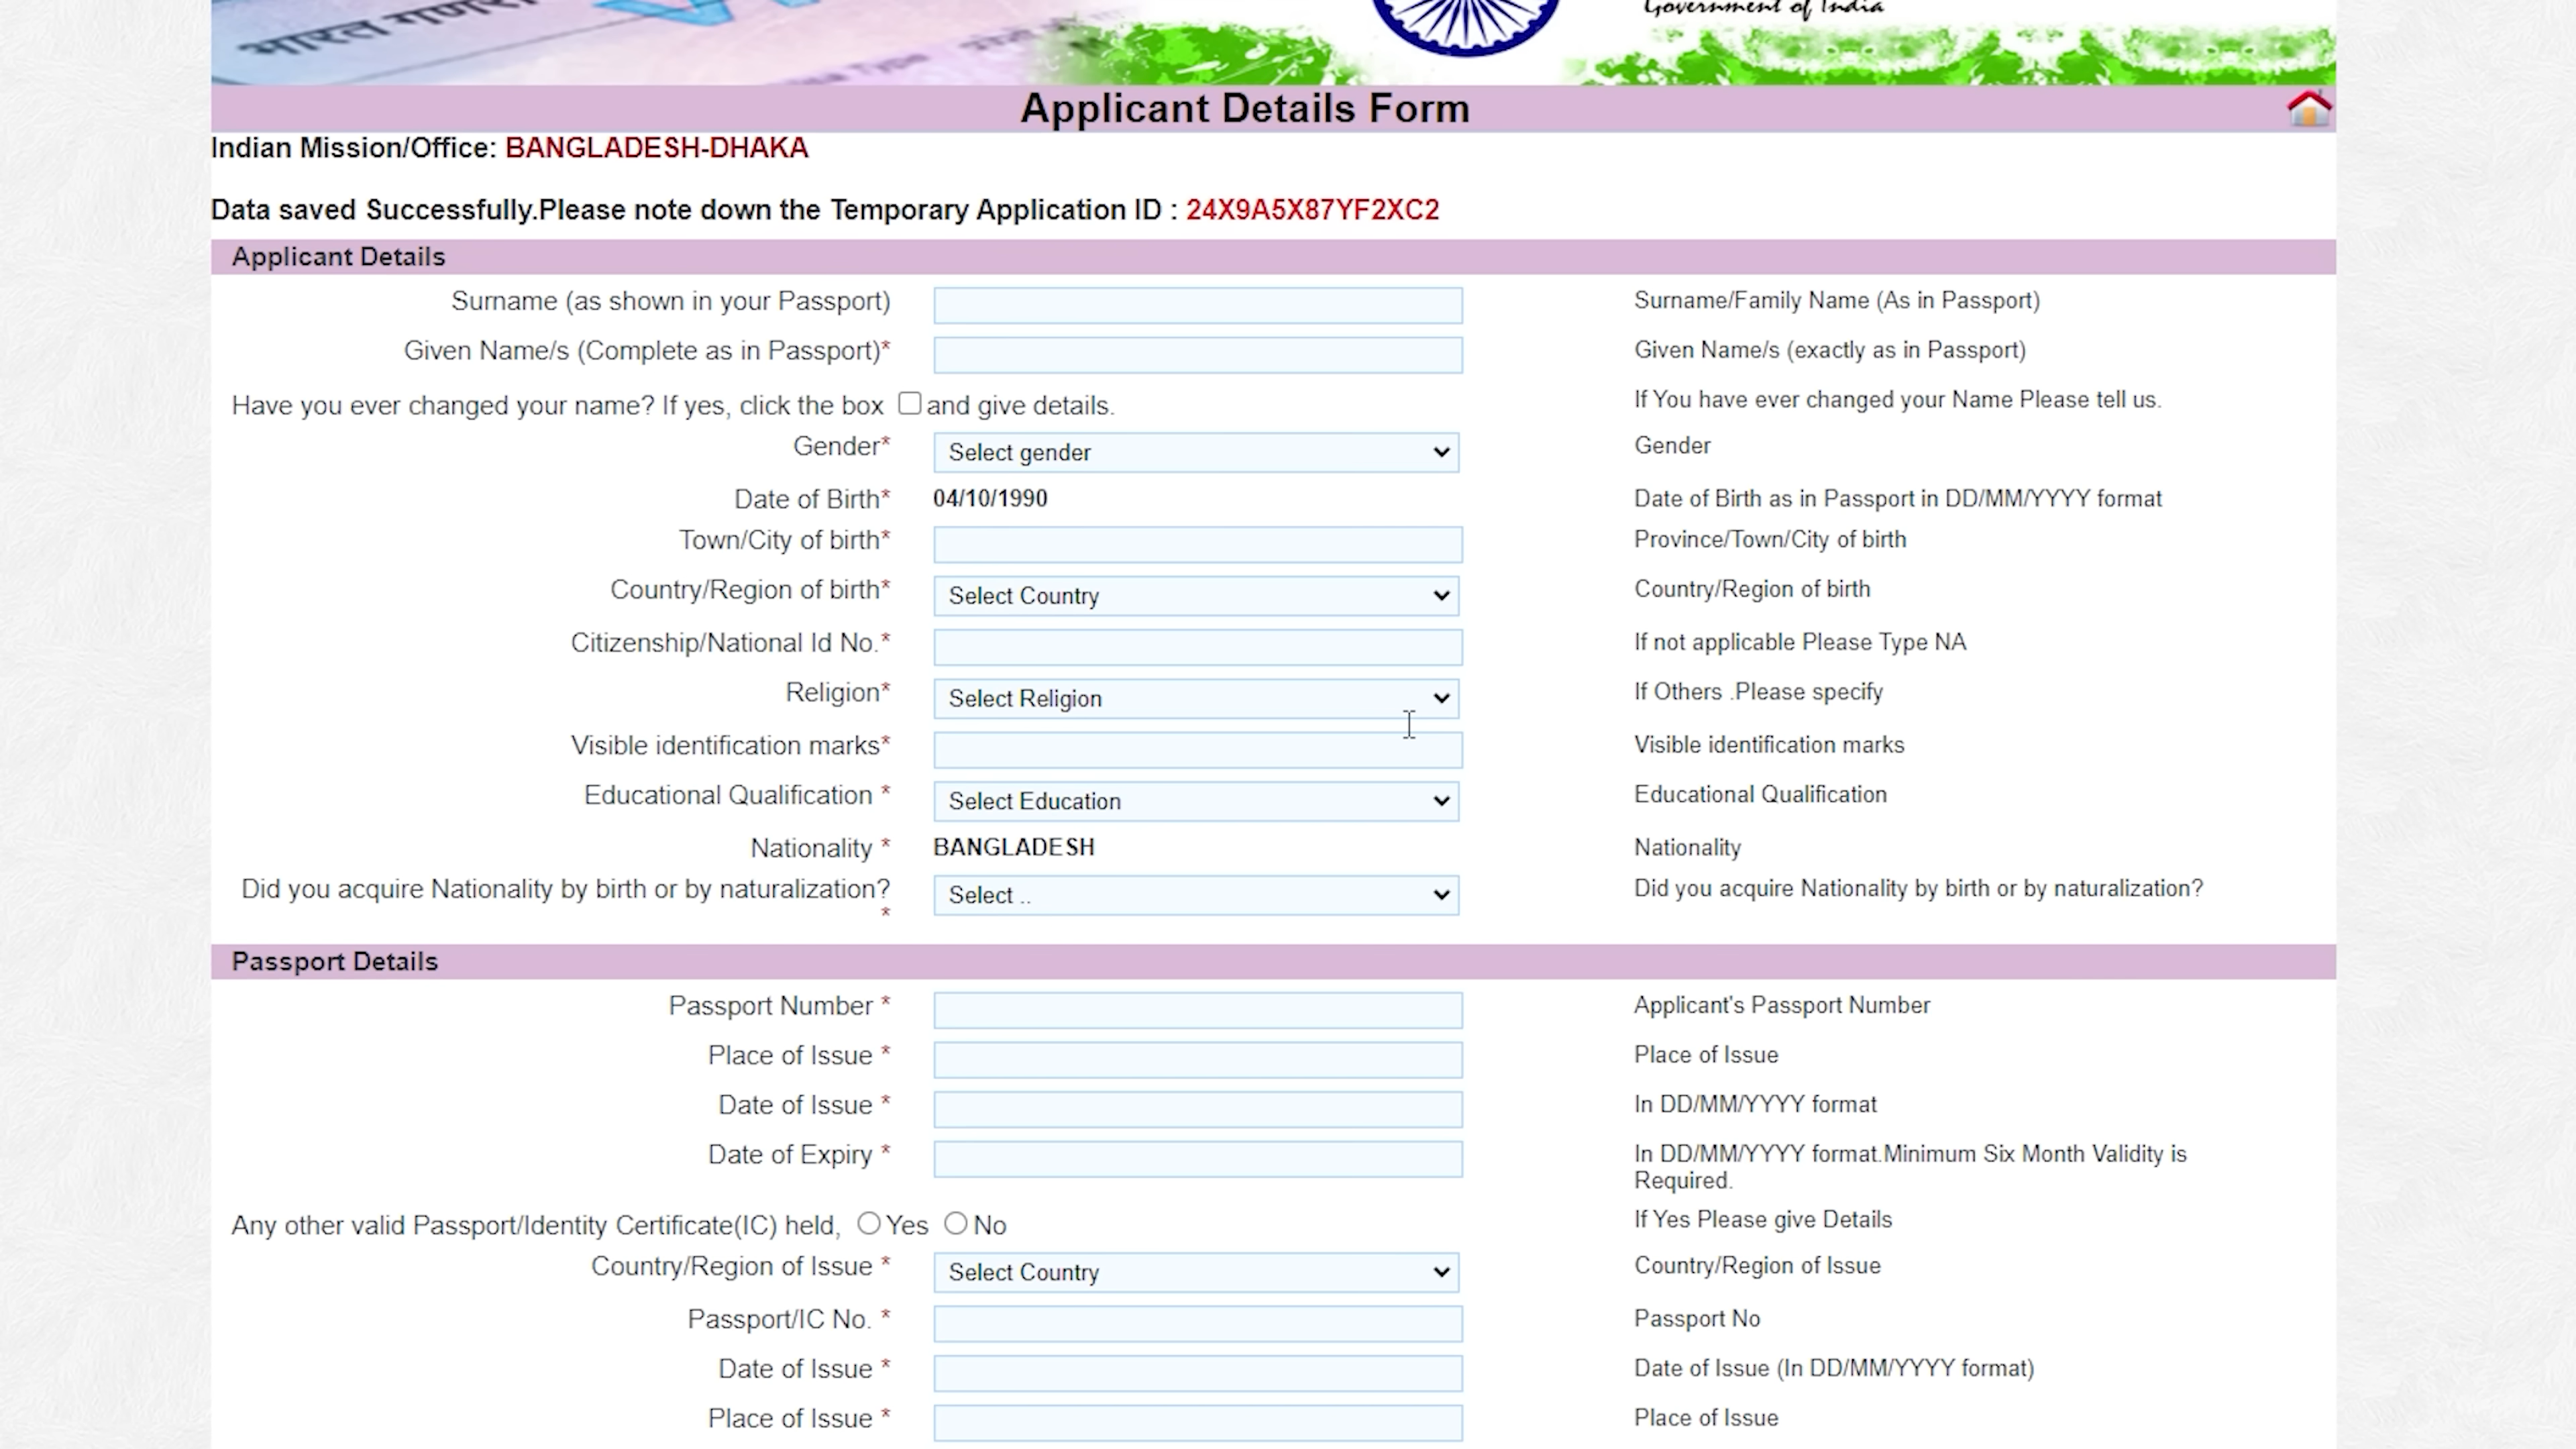 भारत गणरा
Government of India
Applicant Details Form
Indian Mission/Office: BANGLADESH-DHAKA
Data saved Successfully.Please note down the Temporary Application ID : 24X9A5X87YF2XC2
Applicant Details
Surname (as shown in your Passport) Surname/Family Name (As in Passport)
Given Name/s (Complete as in Passport)* Given Name/s (exactly as in Passport)
Have you ever changed your name? If yes, click the box and give details. If You have ever changed your Name Please tell us.
Gender* Select gender Gender
Date of Birth* 04/10/1990 Date of Birth as in Passport in DD/MM/YYYY format
Town/City of birth* Province/Town/City of birth
Country/Region of birth* Select Country Country/Region of birth
Citizenship/National Id No.* If not applicable Please Type NA
Religion* Select Religion If Others .Please specify
Visible identification marks* Visible identification marks
Educational Qualification * Select Education Educational Qualification
Nationality * BANGLADESH Nationality
Did you acquire Nationality by birth or by naturalization? Select .. Did you acquire Nationality by birth or by naturalization?
*
Passport Details
Passport Number * Applicant's Passport Number
Place of Issue * Place of Issue
Date of Issue * In DD/MM/YYYY format
Date of Expiry * In DD/MM/YYYY format.Minimum Six Month Validity is
Required.
Any other valid Passport/Identity Certificate(IC) held, Yes No If Yes Please give Details
Country/Region of Issue * Select Country Country/Region of Issue
Passport/IC No. * Passport No
Date of Issue * Date of Issue (In DD/MM/YYYY format)
Place of Issue * Place of Issue